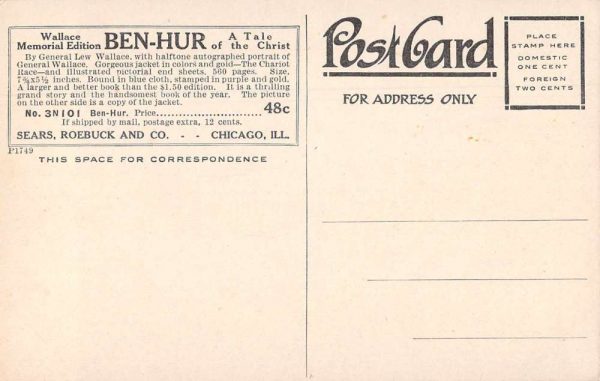 Wallace Memorial Edition BEN-HUR A Tale of the Christ
By General Lew Wallace, with halftone autographed portrait of
General Wallace. Gorgeous jacket in colors and gold—The Chariot
Race—and illustrated pictorial end sheets. 560 pages. Size,
7¾x5½ inches. Bound in blue cloth, stamped in purple and gold.
A larger and better book than the $1.50 edition. It is a thrilling
grand story and the handsomest book of the year. The picture
on the other side is a copy of the jacket.
No. 3N101 Ben-Hur. Price.....................48c
If shipped by mail, postage extra, 12 cents.
SEARS, ROEBUCK AND CO. - - CHICAGO, ILL.
P1749
THIS SPACE FOR CORRESPONDENCE
Post Card
FOR ADDRESS ONLY
PLACE
STAMP HERE
DOMESTIC
ONE CENT
FOREIGN
TWO CENTS